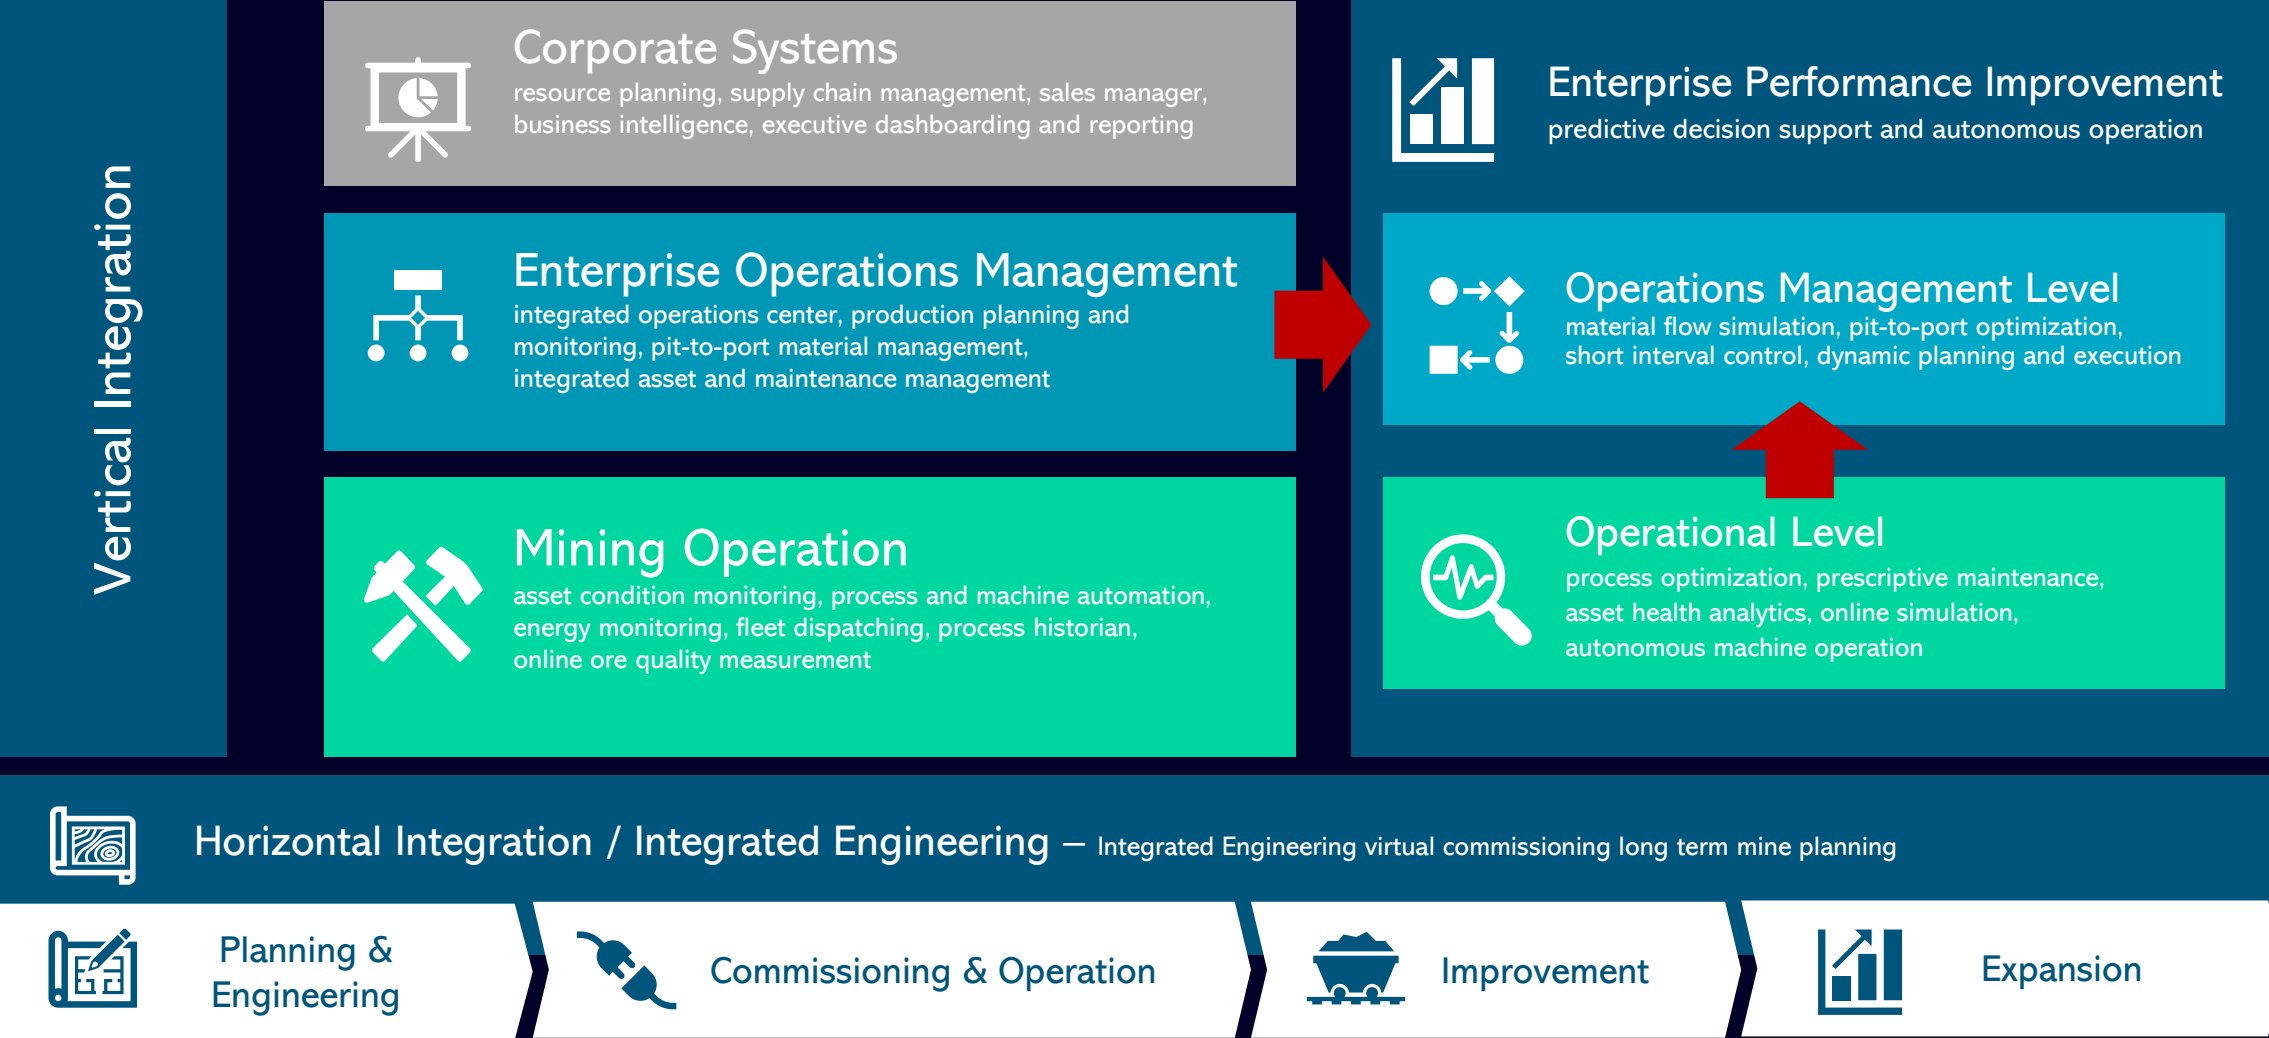 Vertical Integration
Corporate Systems
resource planning, supply chain management, sales manager,
business intelligence, executive dashboarding and reporting
Enterprise Operations Management
integrated operations center, production planning and
monitoring, pit-to-port material management,
integrated asset and maintenance management
Mining Operation
asset condition monitoring, process and machine automation,
energy monitoring, fleet dispatching, process historian,
online ore quality measurement
Enterprise Performance Improvement
predictive decision support and autonomous operation
Operations Management Level
material flow simulation, pit-to-port optimization,
short interval control, dynamic planning and execution
Operational Level
process optimization, prescriptive maintenance,
asset health analytics, online simulation,
autonomous machine operation
Horizontal Integration / Integrated Engineering – Integrated Engineering virtual commissioning long term mine planning
Planning &
Engineering
Commissioning & Operation
Improvement
Expansion